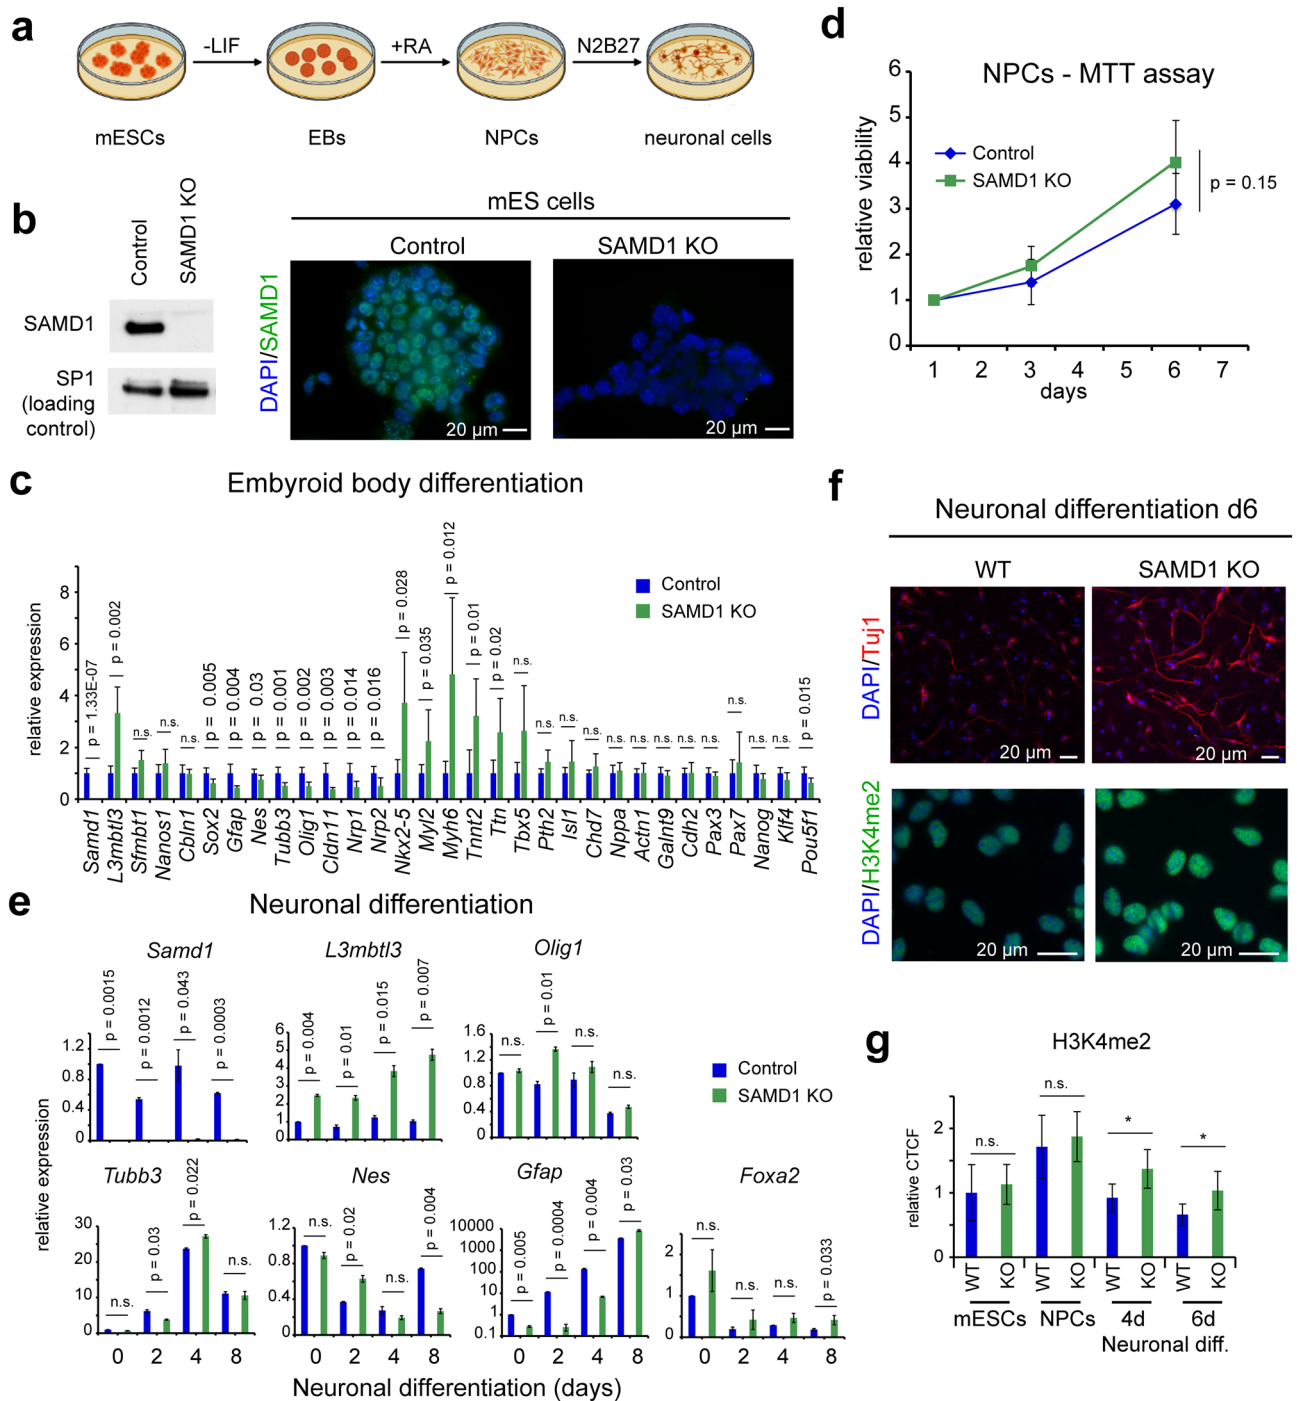 a
-LIF
+RA
N2B27
mESCs
EBs
NPCs
neuronal cells
b
Control
SAMD1 KO
SAMD1
SP1
(loading
control)
mES cells
Control
SAMD1 KO
DAPI/SAMD1
20 µm
20 µm
d
NPCs - MTT assay
relative viability
6
5
4
3
2
1
0
Control
SAMD1 KO
p = 0.15
1 2 3 4 5 6 7
days
c
Embyroid body differentiation
relative expression
8
6
4
2
0
Control
SAMD1 KO
p = 1.33E-07
p = 0.002
n.s.
n.s.
n.s.
p = 0.005
p = 0.004
p = 0.03
p = 0.001
p = 0.002
p = 0.003
p = 0.014
p = 0.016
p = 0.028
p = 0.035
p = 0.012
p = 0.01
p = 0.02
n.s.
n.s.
n.s.
n.s.
n.s.
n.s.
n.s.
n.s.
n.s.
n.s.
n.s.
n.s.
p = 0.015
Samd1
L3mbtl3
Sfmbt1
Nanos1
Cbln1
Sox2
Gfap
Nes
Tubb3
Olig1
Cldn11
Nrp1
Nrp2
Nkx2-5
Myl2
Myh6
Tnnt2
Ttn
Tbx5
Pth2
Isl1
Chd7
Nppa
Actn1
Galnt9
Cdh2
Pax3
Pax7
Nanog
Klf4
Pou5f1
e
Neuronal differentiation
relative expression
Samd1
1.2
0.8
0.4
0
p = 0.0015
p = 0.0012
p = 0.043
p = 0.0003
L3mbtl3
6
5
4
3
2
1
0
p = 0.004
p = 0.01
p = 0.015
p = 0.007
Olig1
1.6
1.2
0.8
0.4
0
n.s.
p = 0.01
n.s.
n.s.
Control
SAMD1 KO
Tubb3
30
20
10
0
n.s.
p = 0.03
p = 0.022
n.s.
0 2 4 8
Nes
1.2
0.8
0.4
0
n.s.
p = 0.02
n.s.
p = 0.004
0 2 4 8
Gfap
10000
1000
100
10
1
0.1
p = 0.005
p = 0.0004
p = 0.004
p = 0.03
0 2 4 8
Foxa2
2
1
0
n.s.
n.s.
n.s.
p = 0.033
0 2 4 8
Neuronal differentiation (days)
f
Neuronal differentiation d6
WT
SAMD1 KO
DAPI/Tuj1
20 µm
20 µm
DAPI/H3K4me2
20 µm
20 µm
g
H3K4me2
relative CTCF
2
1
0
n.s.
n.s.
*
*
WT KO WT KO WT KO WT KO
mESCs NPCs 4d 6d
Neuronal diff.